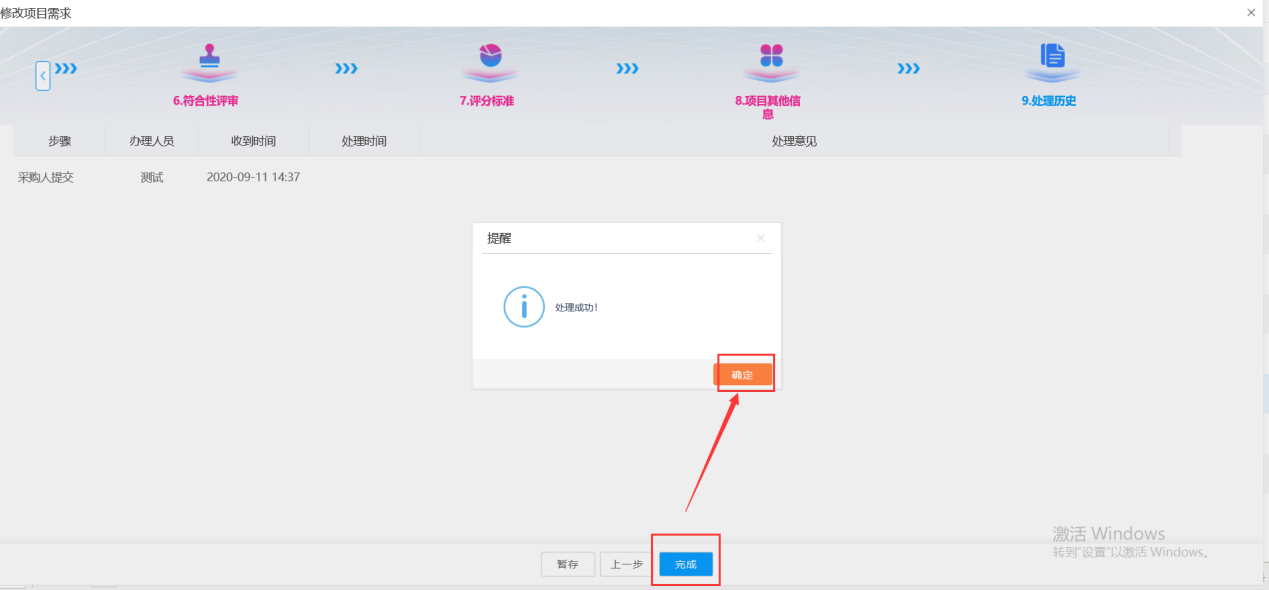 修改项目需求
6.符合性评审
7.评分标准
8.项目其他信
息
9.处理历史
步骤 办理人员 收到时间 处理时间 处理意见
采购人提交 测试 2020-09-11 14:37
提醒
处理成功!
确定
激活 Windows
转到"设置"以激活 Windows。
暂存 上一步 完成